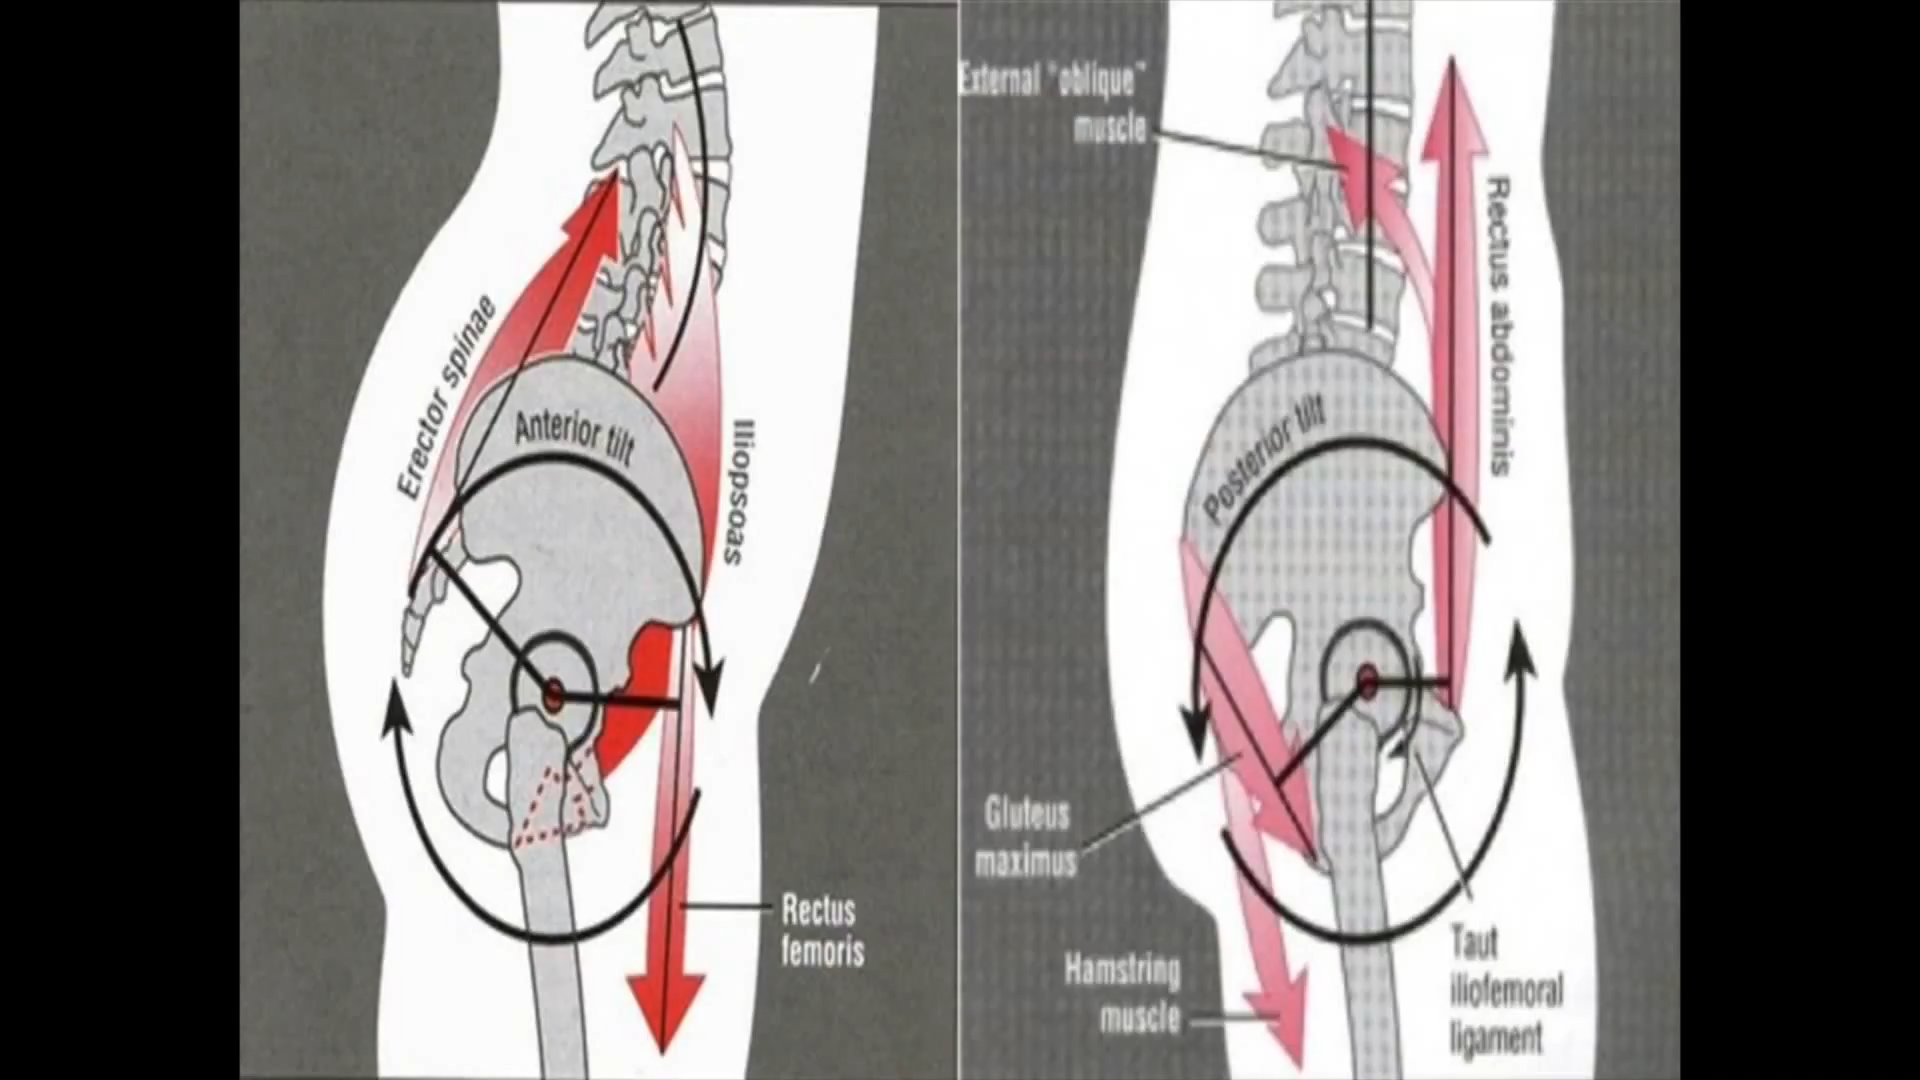 Erector spinae
Anterior tilt
Iliopsoas
Rectus
femoris
External "oblique"
muscle
Rectus abdominis
Posterior tilt
Gluteus
maximus
Hamstring
muscle
Taut
iliofemoral
ligament